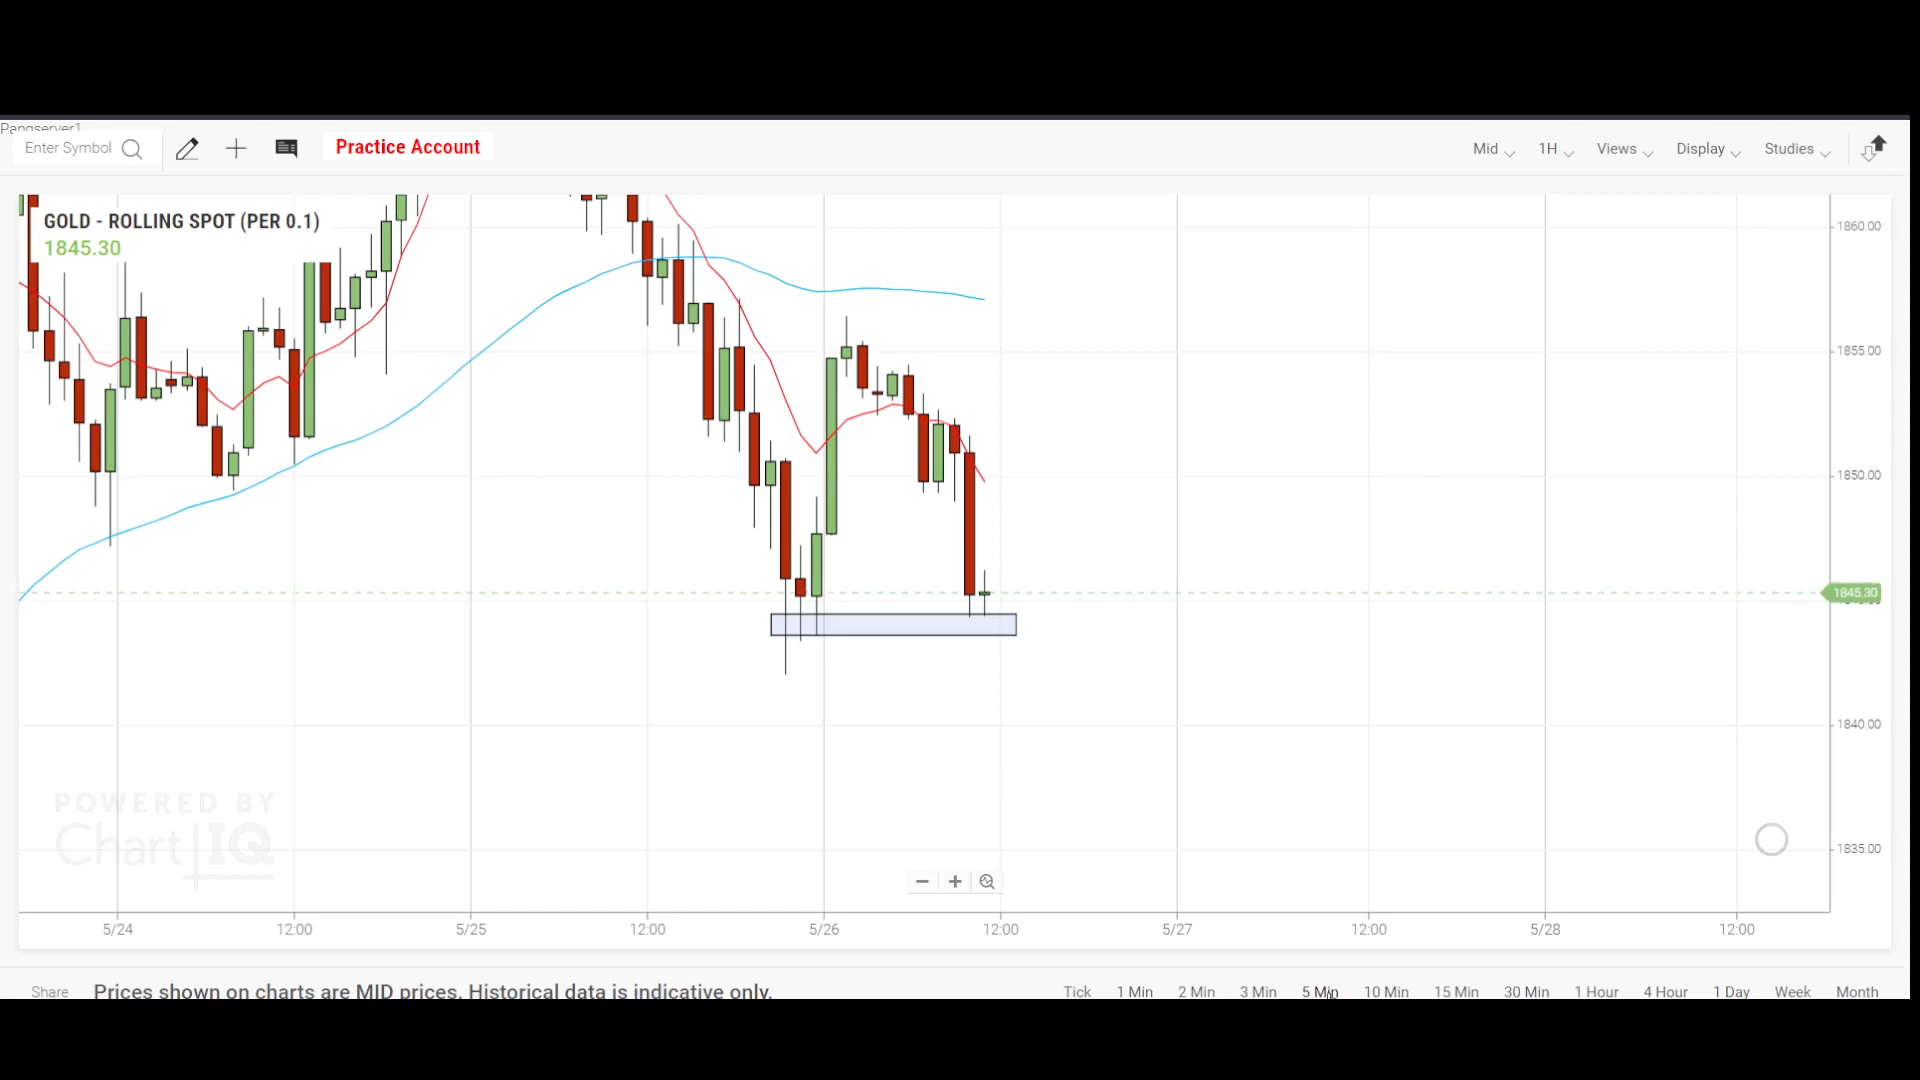 Pangserver1
Enter Symbol
Practice Account
Mid
1H
Views
Display
Studies
GOLD - ROLLING SPOT (PER 0.1)
1845.30
1860.00
1855.00
1850.00
1845.30
1840.00
1835.00
POWERED BY
Chart IQ
5/24
12:00
5/25
12:00
5/26
12:00
5/27
12:00
5/28
12:00
Share
Prices shown on charts are MID prices. Historical data is indicative only.
Tick
1 Min
2 Min
3 Min
5 Min
10 Min
15 Min
30 Min
1 Hour
4 Hour
1 Day
Week
Month